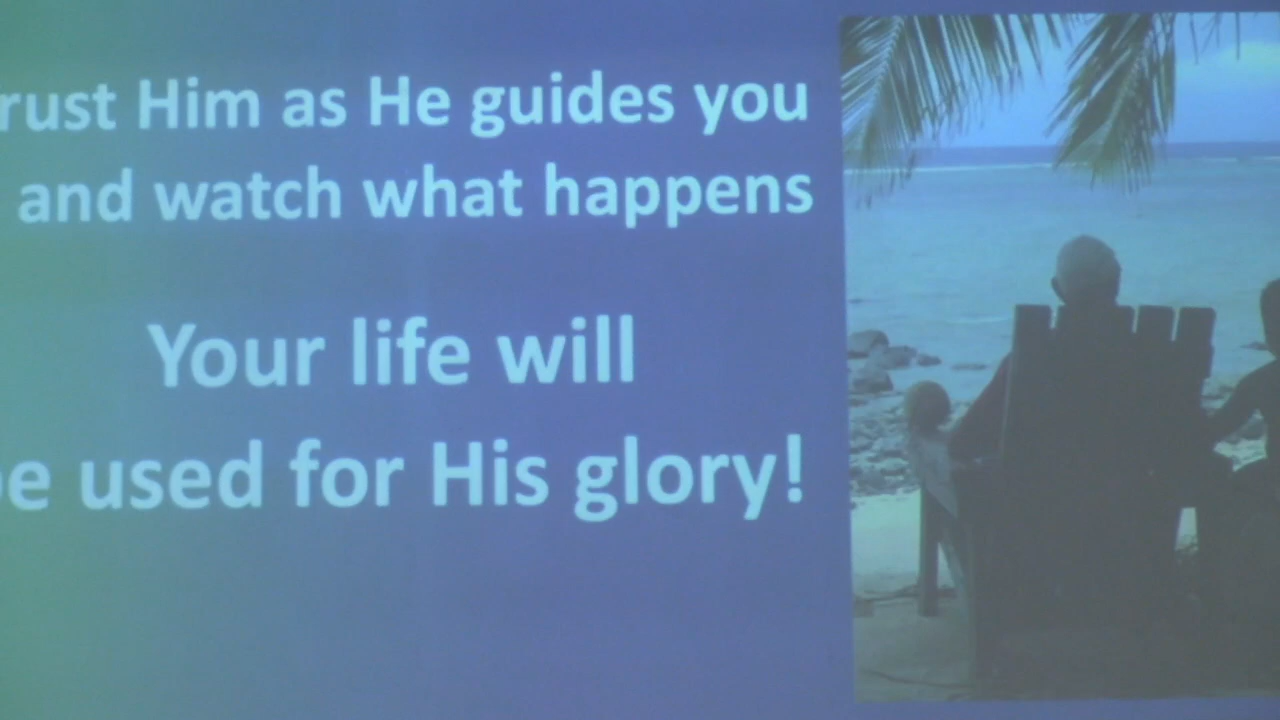 rust Him as He guides you
and watch what happens
Your life will
e used for His glory!